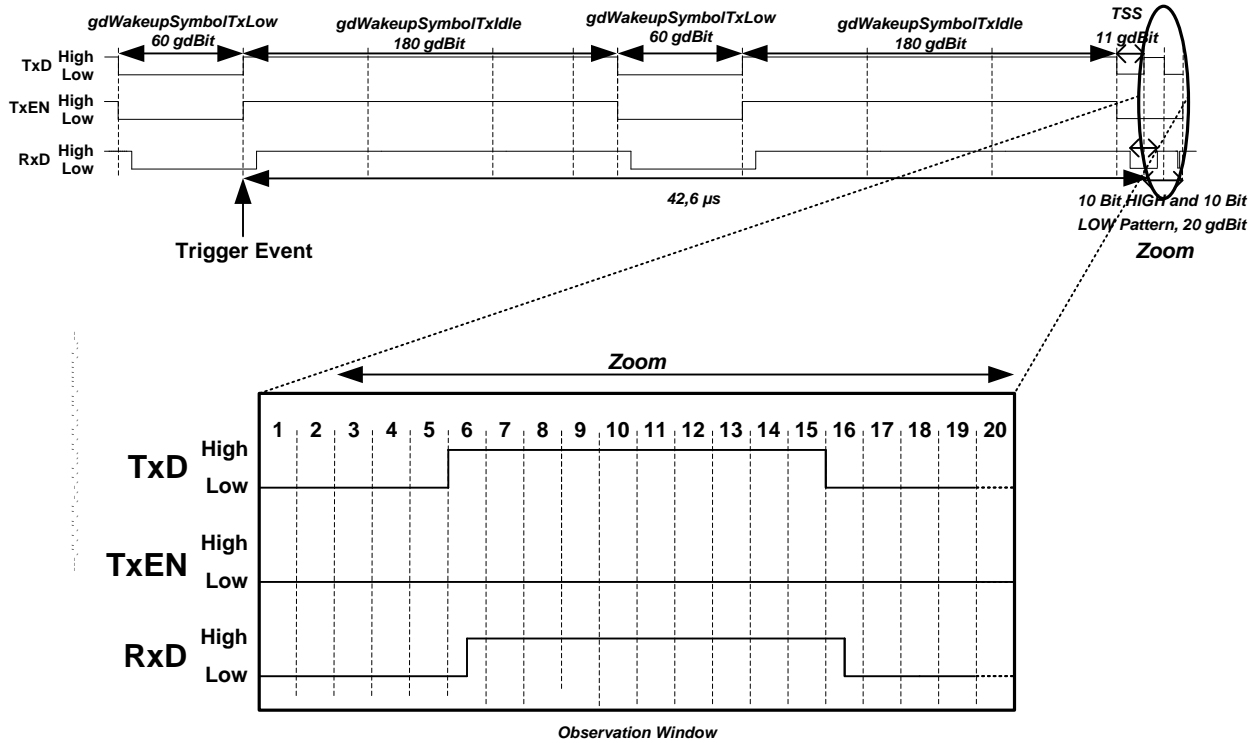 gdWakeupSymbolTxLow
60 gdBit
gdWakeupSymbolTxIdle
180 gdBit
gdWakeupSymbolTxLow
60 gdBit
gdWakeupSymbolTxIdle
180 gdBit
TSS
11 gdBit
TxD
High
Low
TxEN
High
Low
RxD
High
Low
42,6 µs
10 Bit HIGH and 10 Bit
LOW Pattern, 20 gdBit
Zoom
Trigger Event
Zoom
1 2 3 4 5 6 7 8 9 10 11 12 13 14 15 16 17 18 19 20
TxD
High
Low
TxEN
High
Low
RxD
High
Low
Observation Window